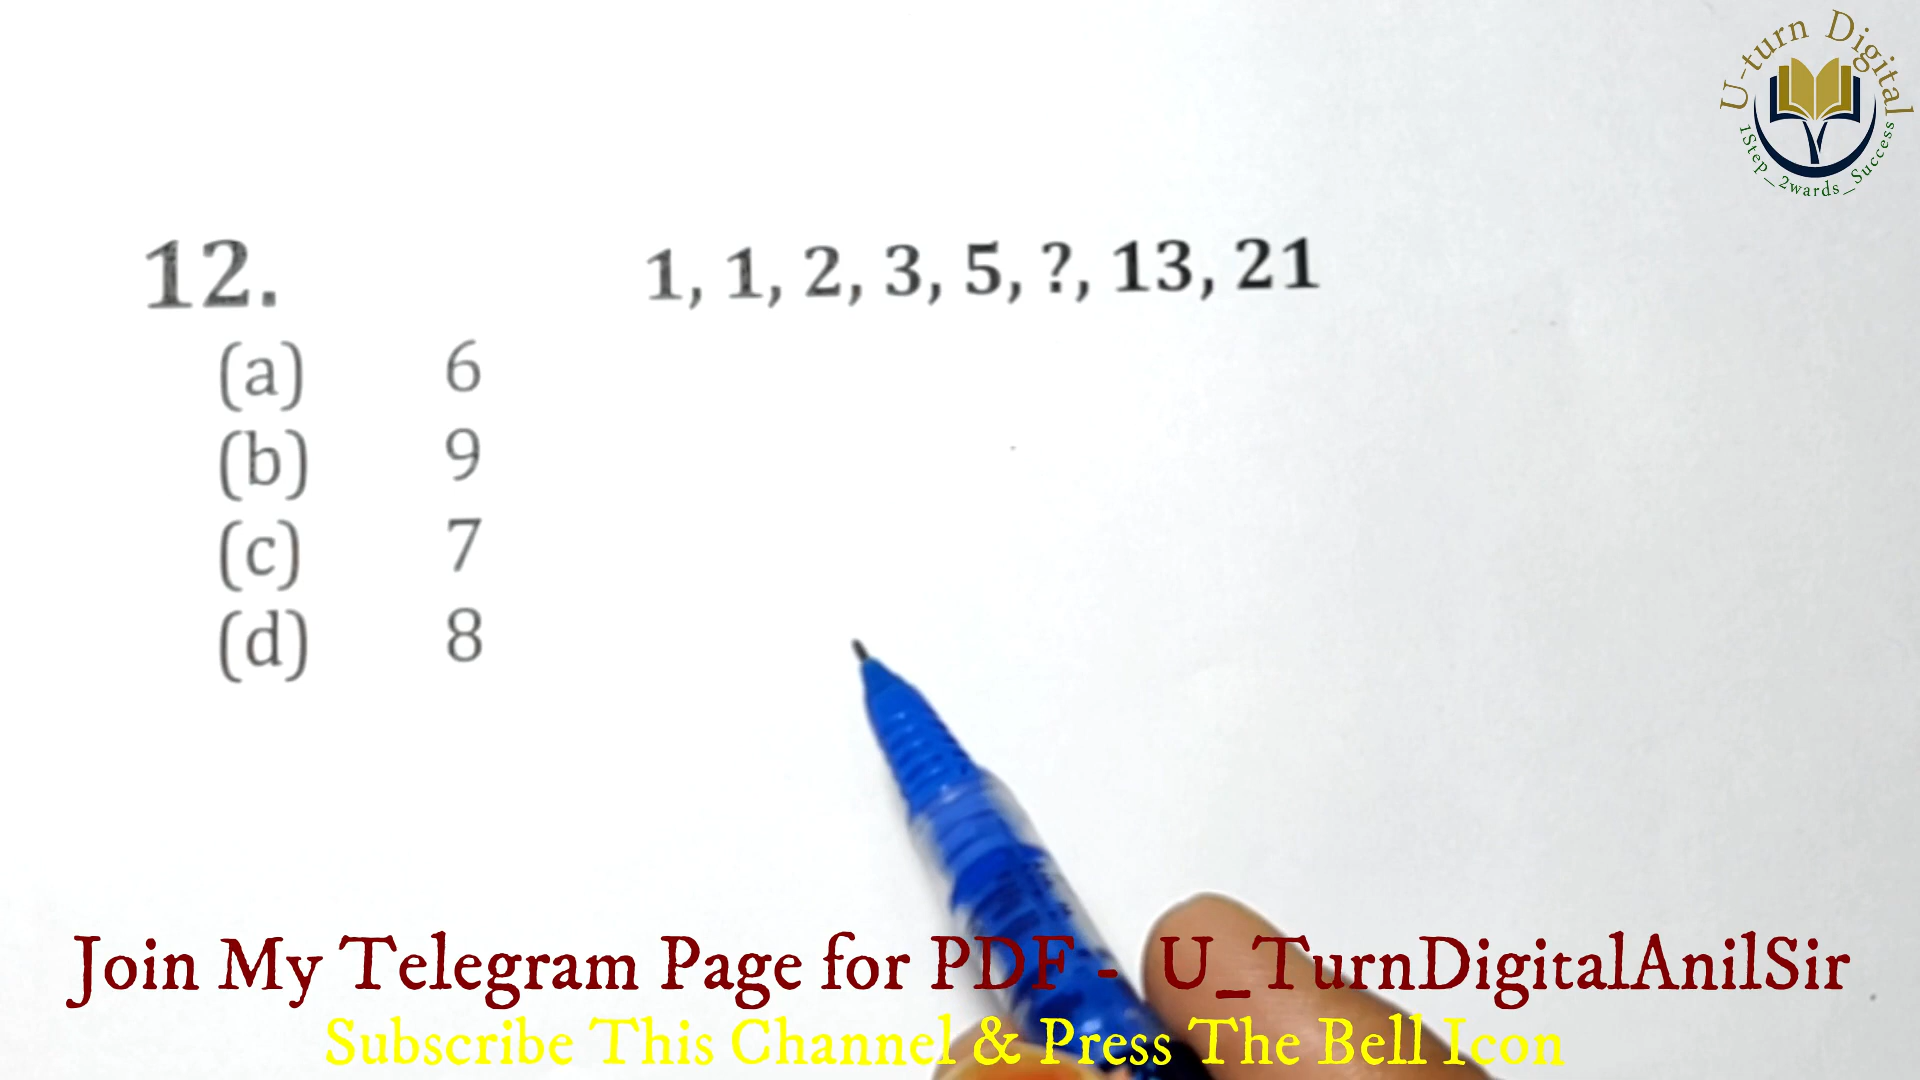 U-turn Digital
1Step_2wards_Success
12. 1, 1, 2, 3, 5, ?, 13, 21
(a) 6
(b) 9
(c) 7
(d) 8
Join My Telegram Page for PDF - U_TurnDigitalAnilSir
Subscribe This Channel & Press The Bell Icon